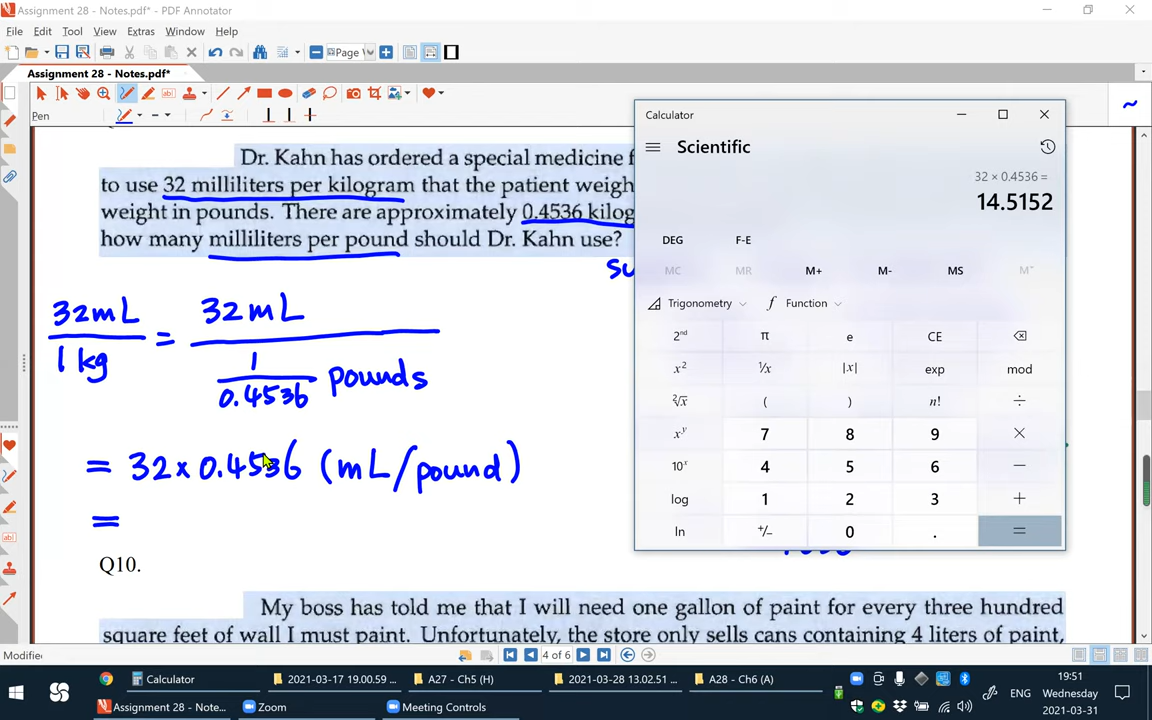 Assignment 28 - Notes.pdf* - PDF Annotator
File Edit Tool View Extras Window Help
Page
Assignment 28 - Notes.pdf*
Pen
Calculator
Scientific
32 × 0.4536 =
14.5152
DEG F-E
MC MR M+ M- MS M˅
Trigonometry Function
2nd π e CE
x² ¹/x |x| exp mod
²√x ( ) n! ÷
xʸ 7 8 9 ×
10ˣ 4 5 6 −
log 1 2 3 +
ln +/− 0 . =
Dr. Kahn has ordered a special medicine f
to use 32 milliliters per kilogram that the patient weigh
weight in pounds. There are approximately 0.4536 kilog
how many milliliters per pound should Dr. Kahn use?
su
32mL / 1 kg = 32mL / (1 / 0.4536 pounds)
= 32 × 0.4536 (mL/pound)
=
Q10.
My boss has told me that I will need one gallon of paint for every three hundred
square feet of wall I must paint. Unfortunately, the store only sells cans containing 4 liters of paint,
Modifie
4 of 6
Calculator 2021-03-17 19.00.59 ... A27 - Ch5 (H) 2021-03-28 13.02.51 ... A28 - Ch6 (A)
Assignment 28 - Note... Zoom Meeting Controls
ENG
19:51
Wednesday
2021-03-31